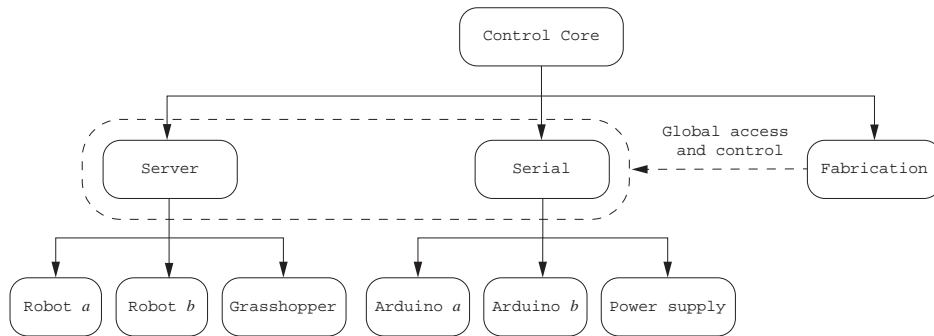 Control Core
Global access
and control
Server
Serial
Fabrication
Robot a
Robot b
Grasshopper
Arduino a
Arduino b
Power supply